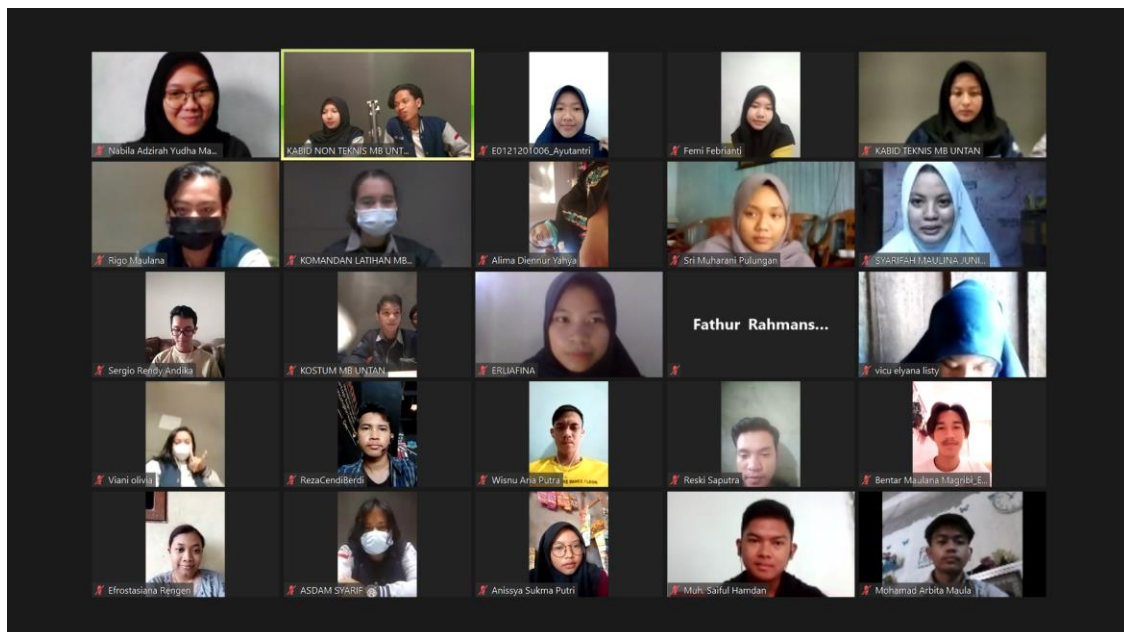 Nabila Adzirah Yudha Ma...
KABID NON TEKNIS MB UNT...
E0121201006_Ayutantri
Femi Febrianti
KABID TEKNIS MB UNTAN
Rigo Maulana
KOMANDAN LATIHAN MB...
Alima Diennur Yahya
Sri Muharani Pulungan
SYARIFAH MAULINA JUNI...
Sergio Rendy Andika
KOSTUM MB UNTAN
ERLIAFINA
Fathur Rahmans...
vicu elyana listy
Viani olivia
RezaCendiBerdi
Wisnu Aria Putra
Reski Saputra
Bentar Maulana Magribi_E...
Efrostasiana Rengen
ASDAM SYARIF
Anissya Sukma Putri
Muh. Saiful Hamdan
Mohamad Arbita Maula